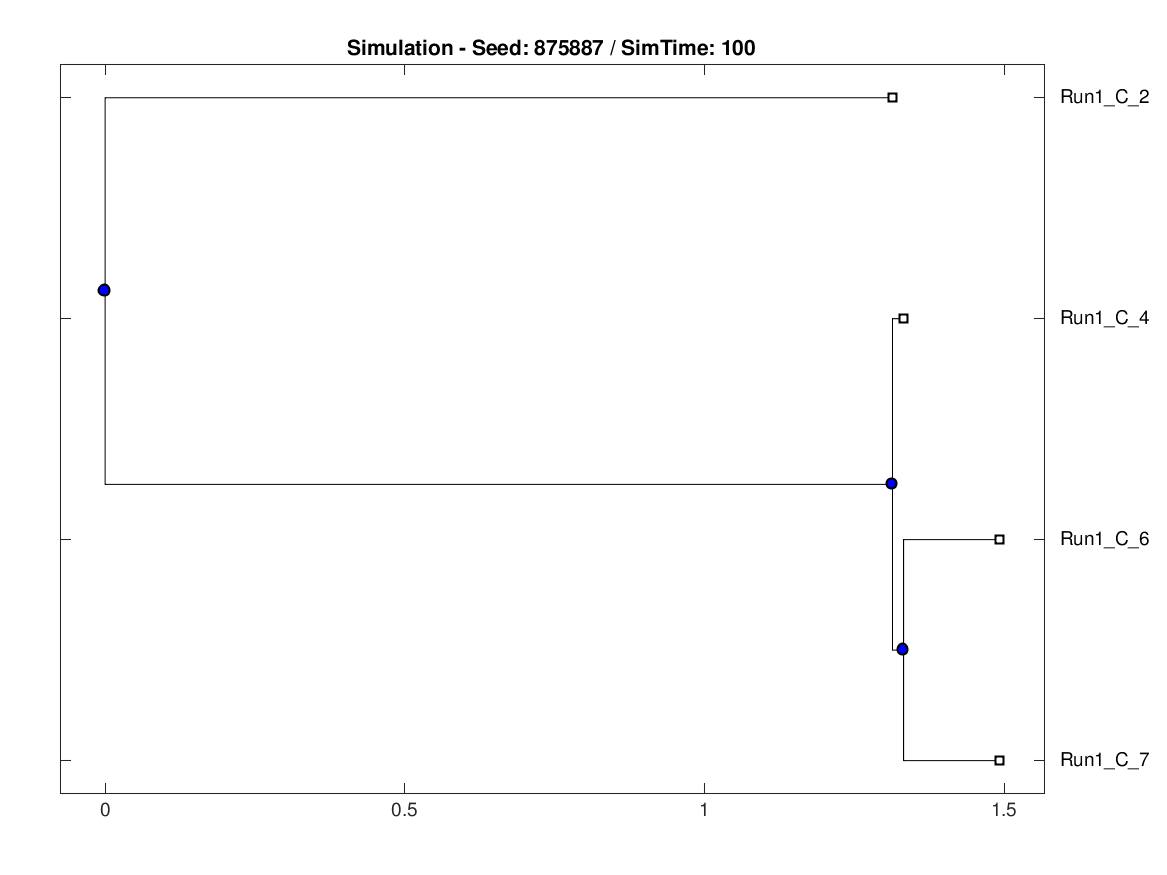 Simulation - Seed: 875887 / SimTime: 100
Run1_C_2
Run1_C_4
Run1_C_6
Run1_C_7
0 0.5 1 1.5